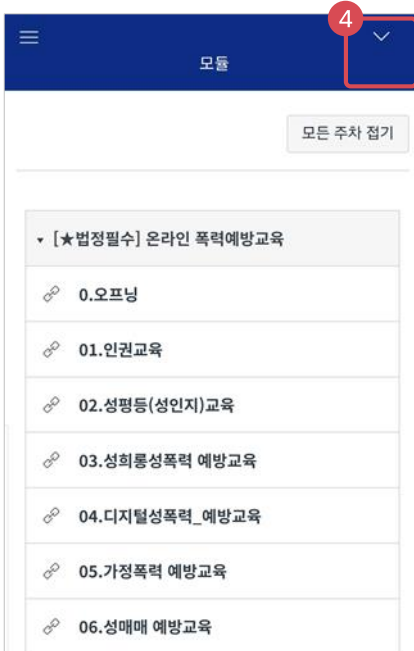 4
모듈
모든 주차 접기
[★법정필수] 온라인 폭력예방교육
0.오프닝
01.인권교육
02.성평등(성인지)교육
03.성희롱성폭력 예방교육
04.디지털성폭력_예방교육
05.가정폭력 예방교육
06.성매매 예방교육